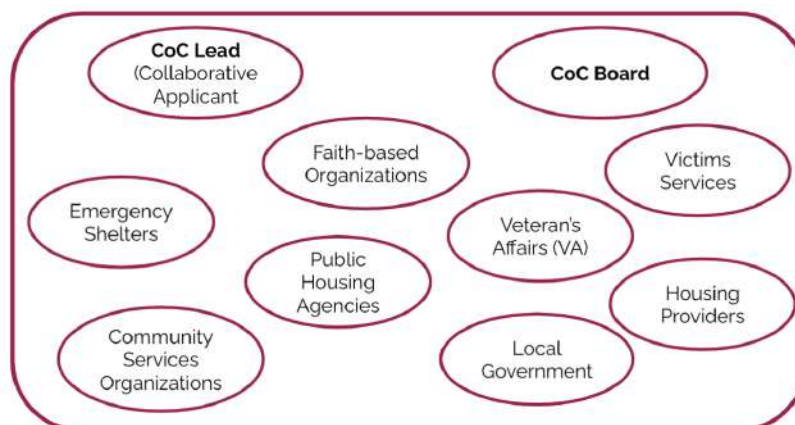 CoC Lead
(Collaborative
Applicant
CoC Board
Faith-based
Organizations
Victims
Services
Emergency
Shelters
Veteran's
Affairs (VA)
Public
Housing
Agencies
Housing
Providers
Community
Services
Organizations
Local
Government